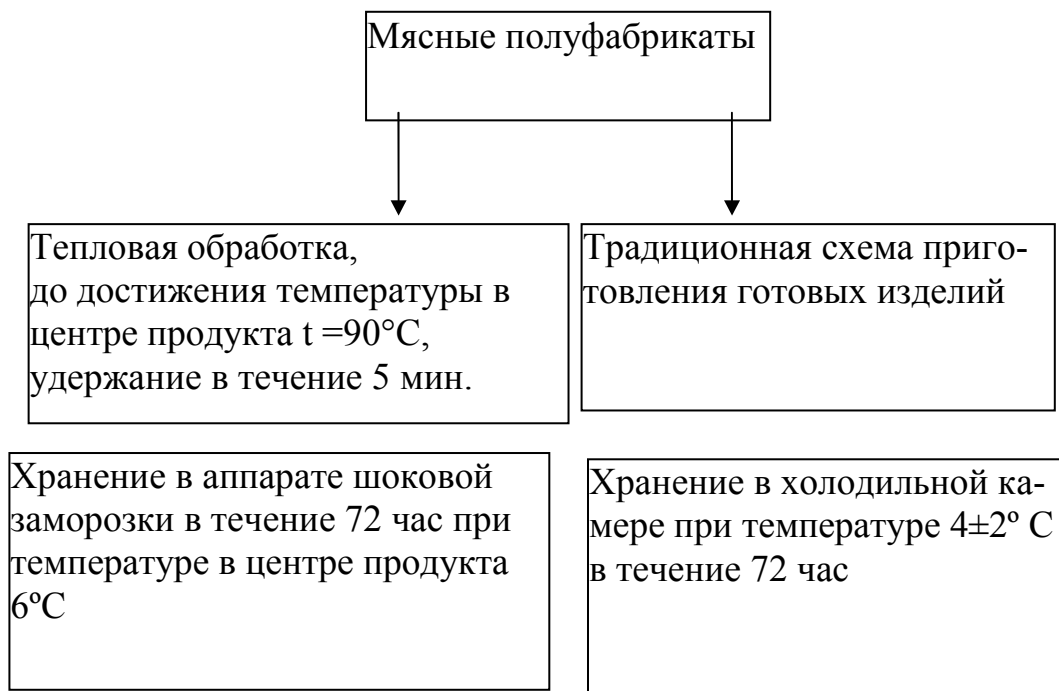 Мясные полуфабрикаты
Тепловая обработка,
до достижения температуры в
центре продукта t =90°С,
удержание в течение 5 мин.
Традиционная схема приго-
товления готовых изделий
Хранение в аппарате шоковой
заморозки в течение 72 час при
температуре в центре продукта
6ºС
Хранение в холодильной ка-
мере при температуре 4±2º С
в течение 72 час